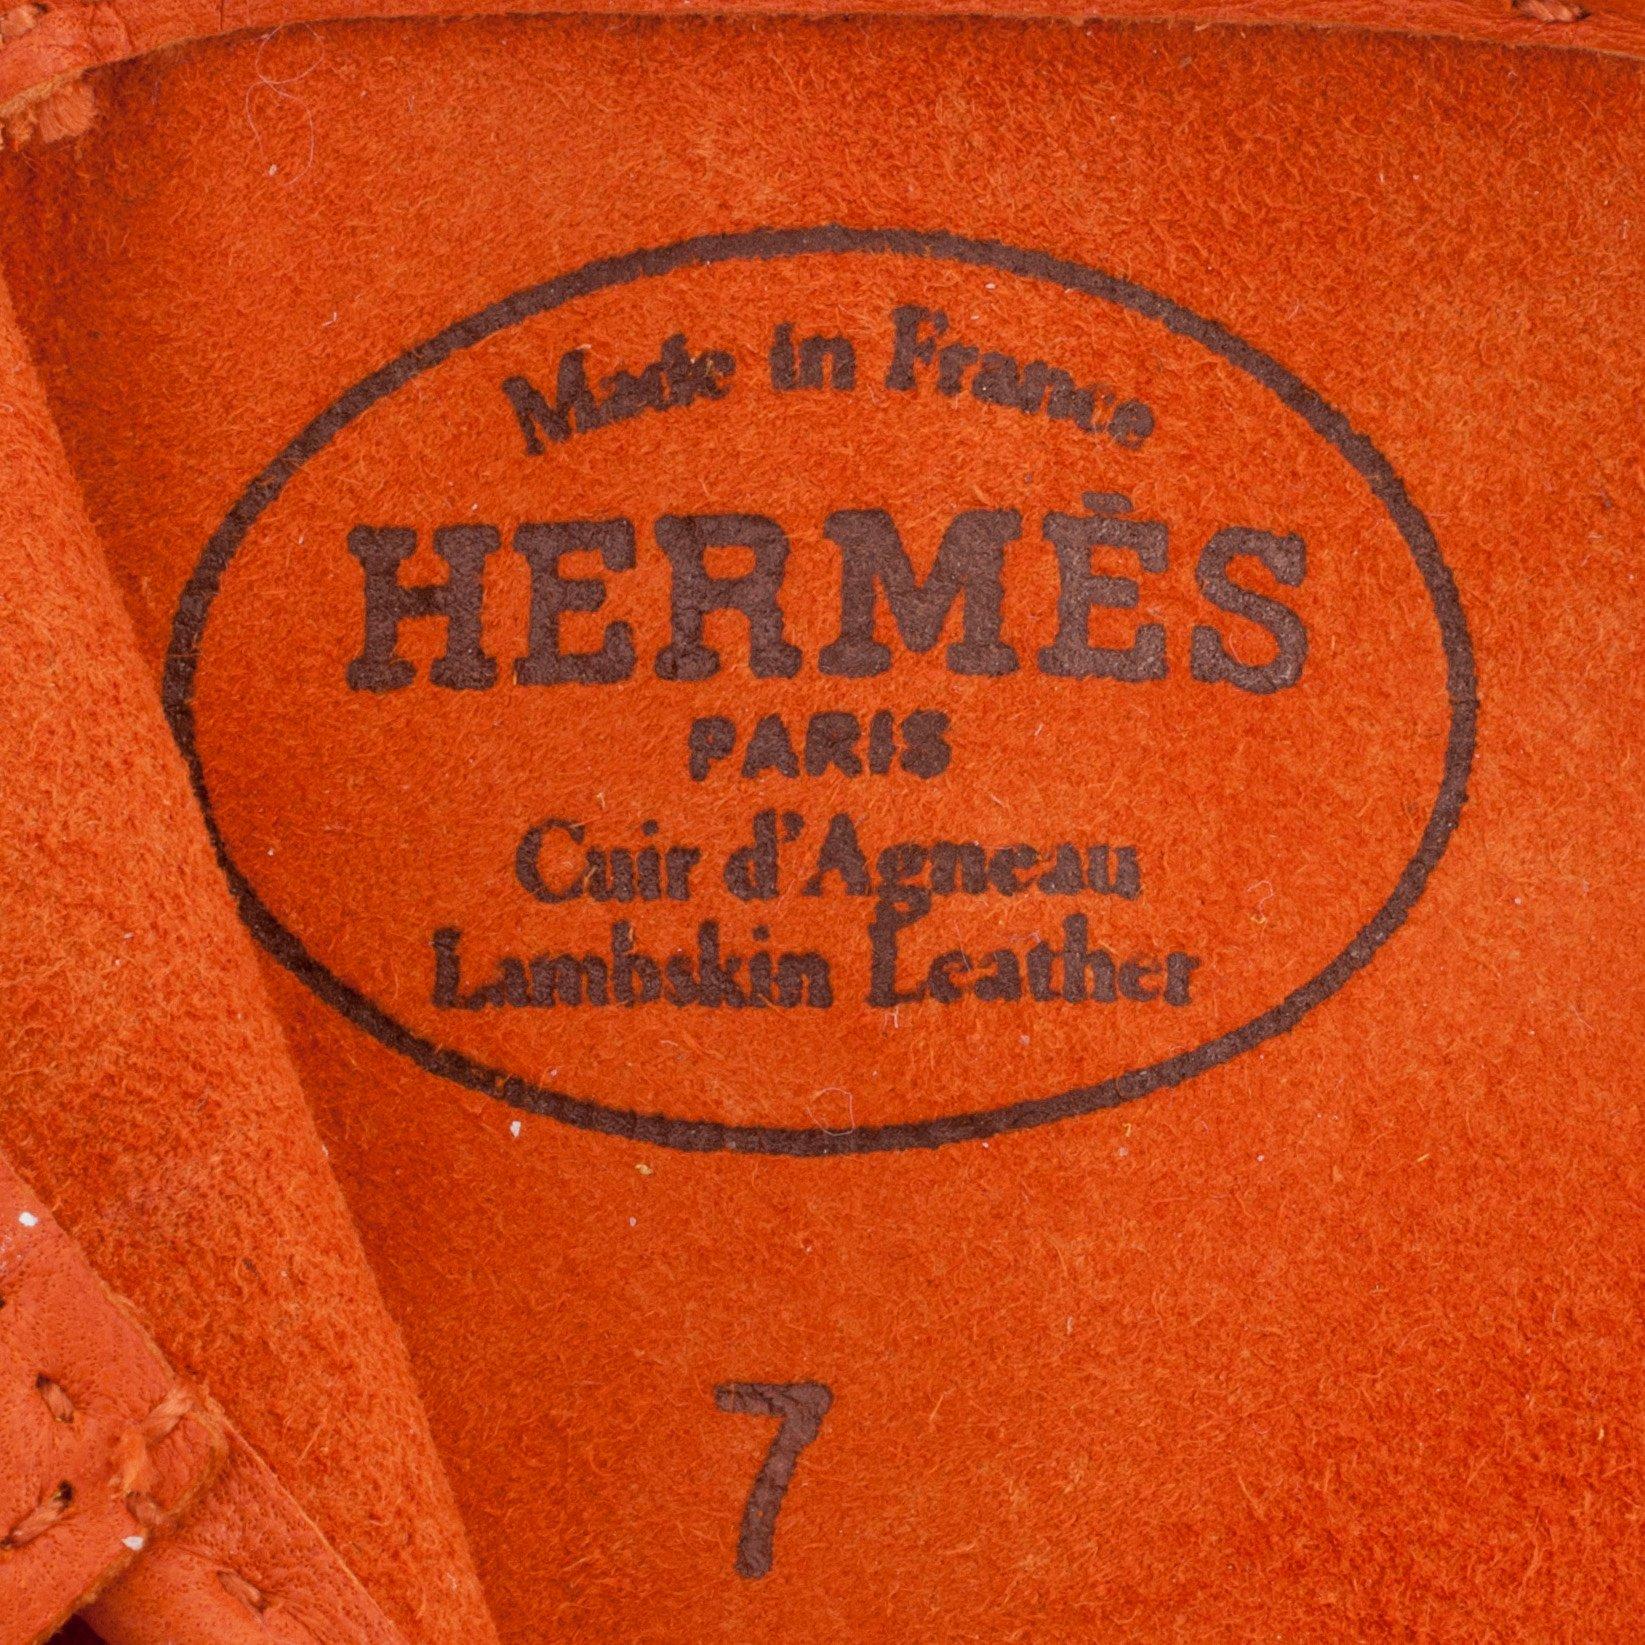 Made in France
HERMÈS
PARIS
Cuir d'Agneau
Lambskin Leather
7